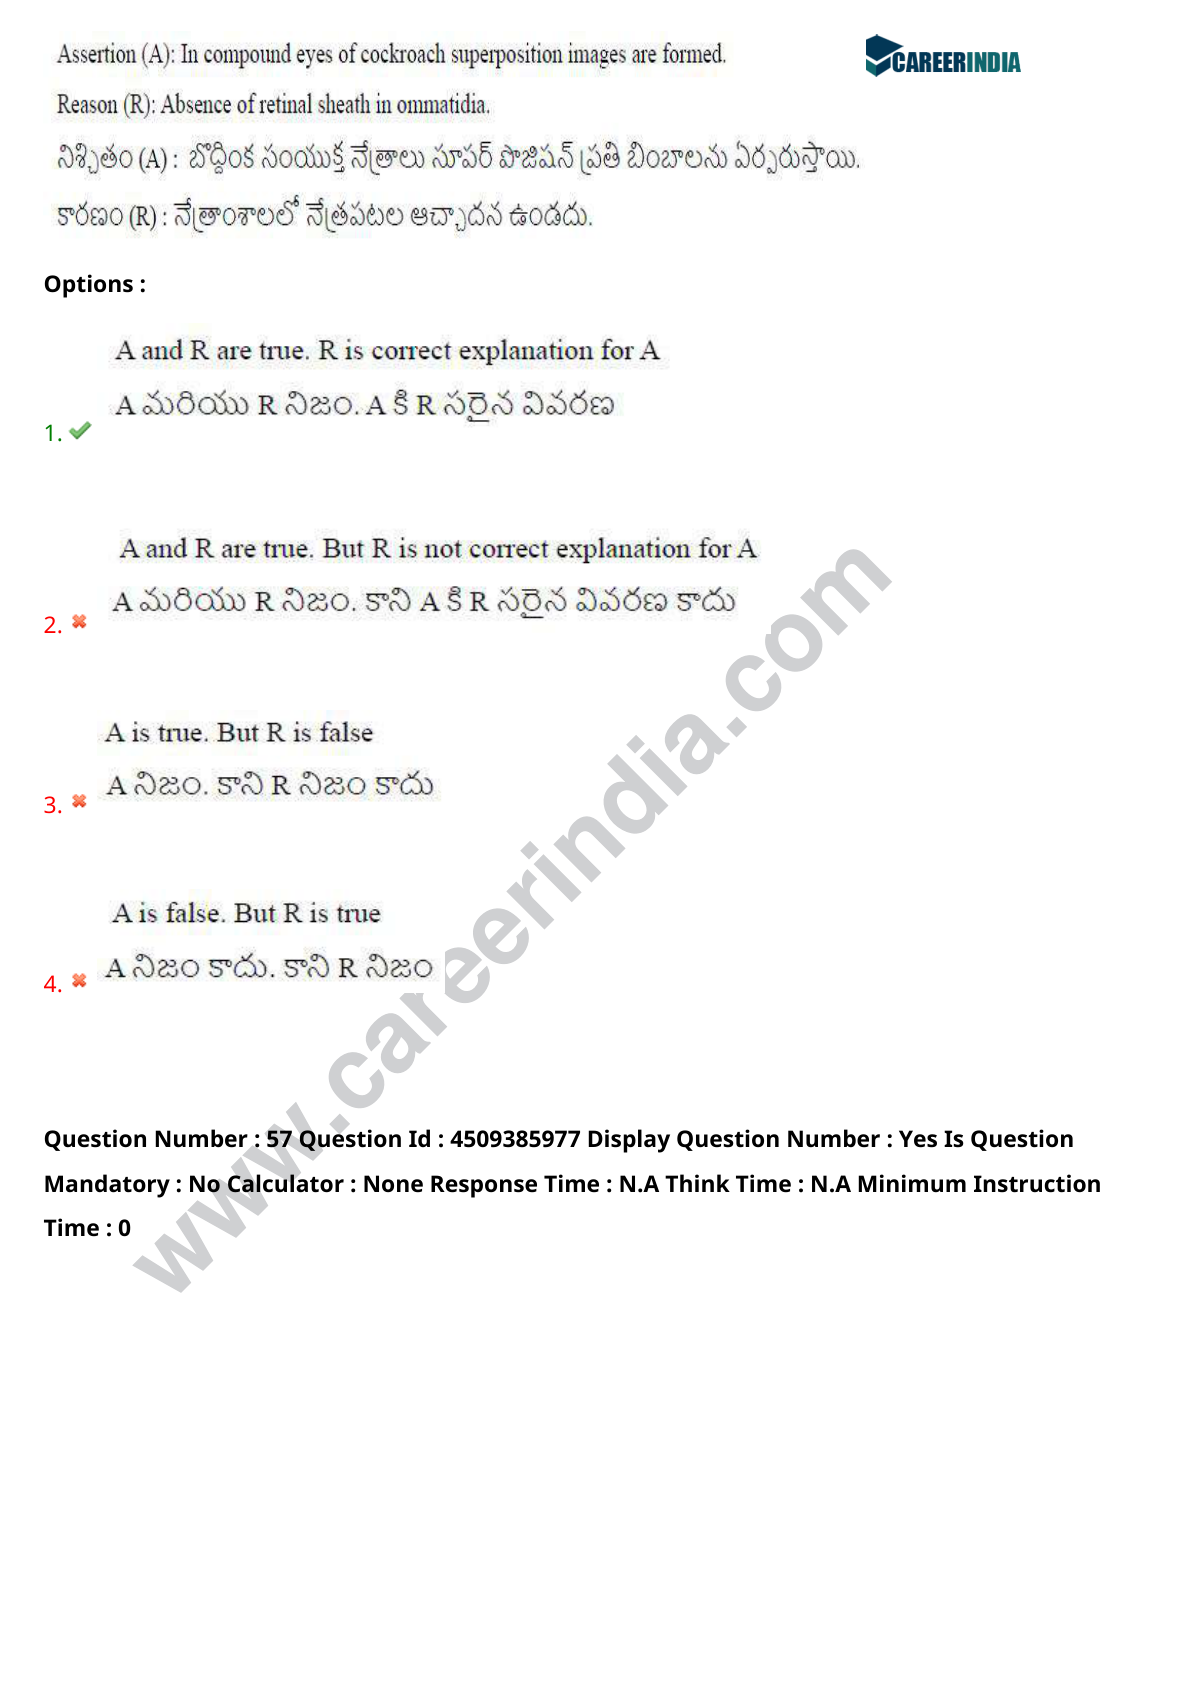 Assertion (A): In compound eyes of cockroach superposition images are formed.
CAREERINDIA
Reason (R): Absence of retinal sheath in ommatidia.
నిశ్చితం (A) : బొద్దింక సంయుక్త నేత్రాలు సూపర్ పొజిషన్ ప్రతి బింబాలను ఏర్పరుస్తాయి.
కారణం (R) : నేత్రాంశాలలో నేత్రపటల ఆచ్ఛాదన ఉండదు.
Options :
A and R are true. R is correct explanation for A
A మరియు R నిజం. A కి R సరైన వివరణ
1.
A and R are true. But R is not correct explanation for A
A మరియు R నిజం. కాని A కి R సరైన వివరణ కాదు
2.
A is true. But R is false
A నిజం. కాని R నిజం కాదు
3.
A is false. But R is true
A నిజం కాదు. కాని R నిజం
4.
www.careerindia.com
Question Number : 57 Question Id : 4509385977 Display Question Number : Yes Is Question
Mandatory : No Calculator : None Response Time : N.A Think Time : N.A Minimum Instruction
Time : 0